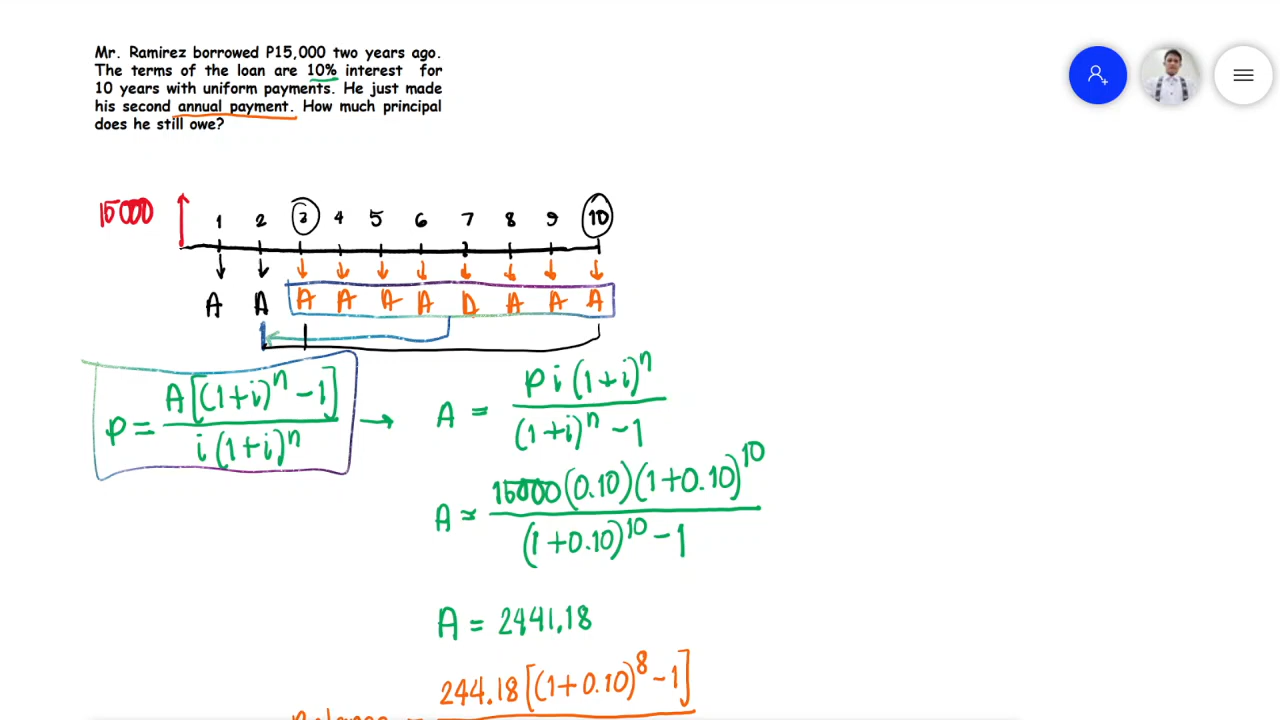 Mr. Ramirez borrowed P15,000 two years ago.
The terms of the loan are 10% interest for
10 years with uniform payments. He just made
his second annual payment. How much principal
does he still owe?
15000
1 2 3 4 5 6 7 8 9 10
A A A A A A D A A A
P = A[(1+i)^n -1] / i(1+i)^n → A = Pi(1+i)^n / (1+i)^n -1
A = 15000(0.10)(1+0.10)^10 / (1+0.10)^10 -1
A = 2441.18
244.18[(1+0.10)^8 -1]